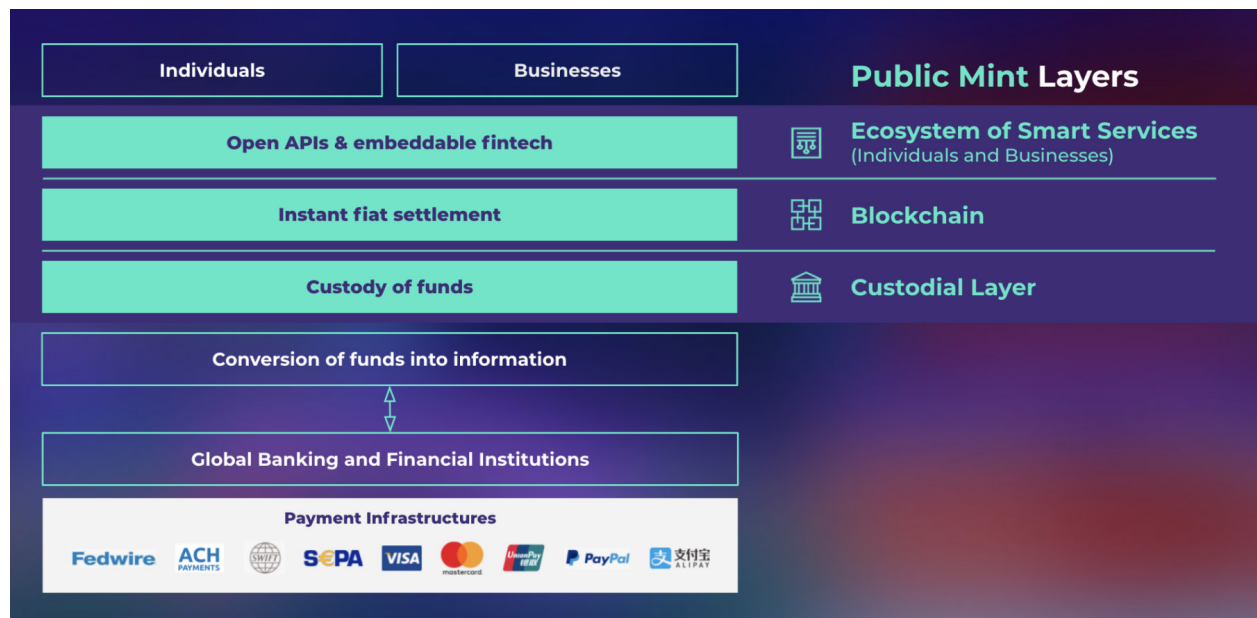 Individuals
Businesses
Public Mint Layers
Open APIs & embeddable fintech
Ecosystem of Smart Services
(Individuals and Businesses)
Instant fiat settlement
Blockchain
Custody of funds
Custodial Layer
Conversion of funds into information
Global Banking and Financial Institutions
Payment Infrastructures
Fedwire
ACH
PAYMENTS
SWIFT
S€PA
VISA
mastercard
UnionPay
银联
PayPal
支 支付宝
ALIPAY